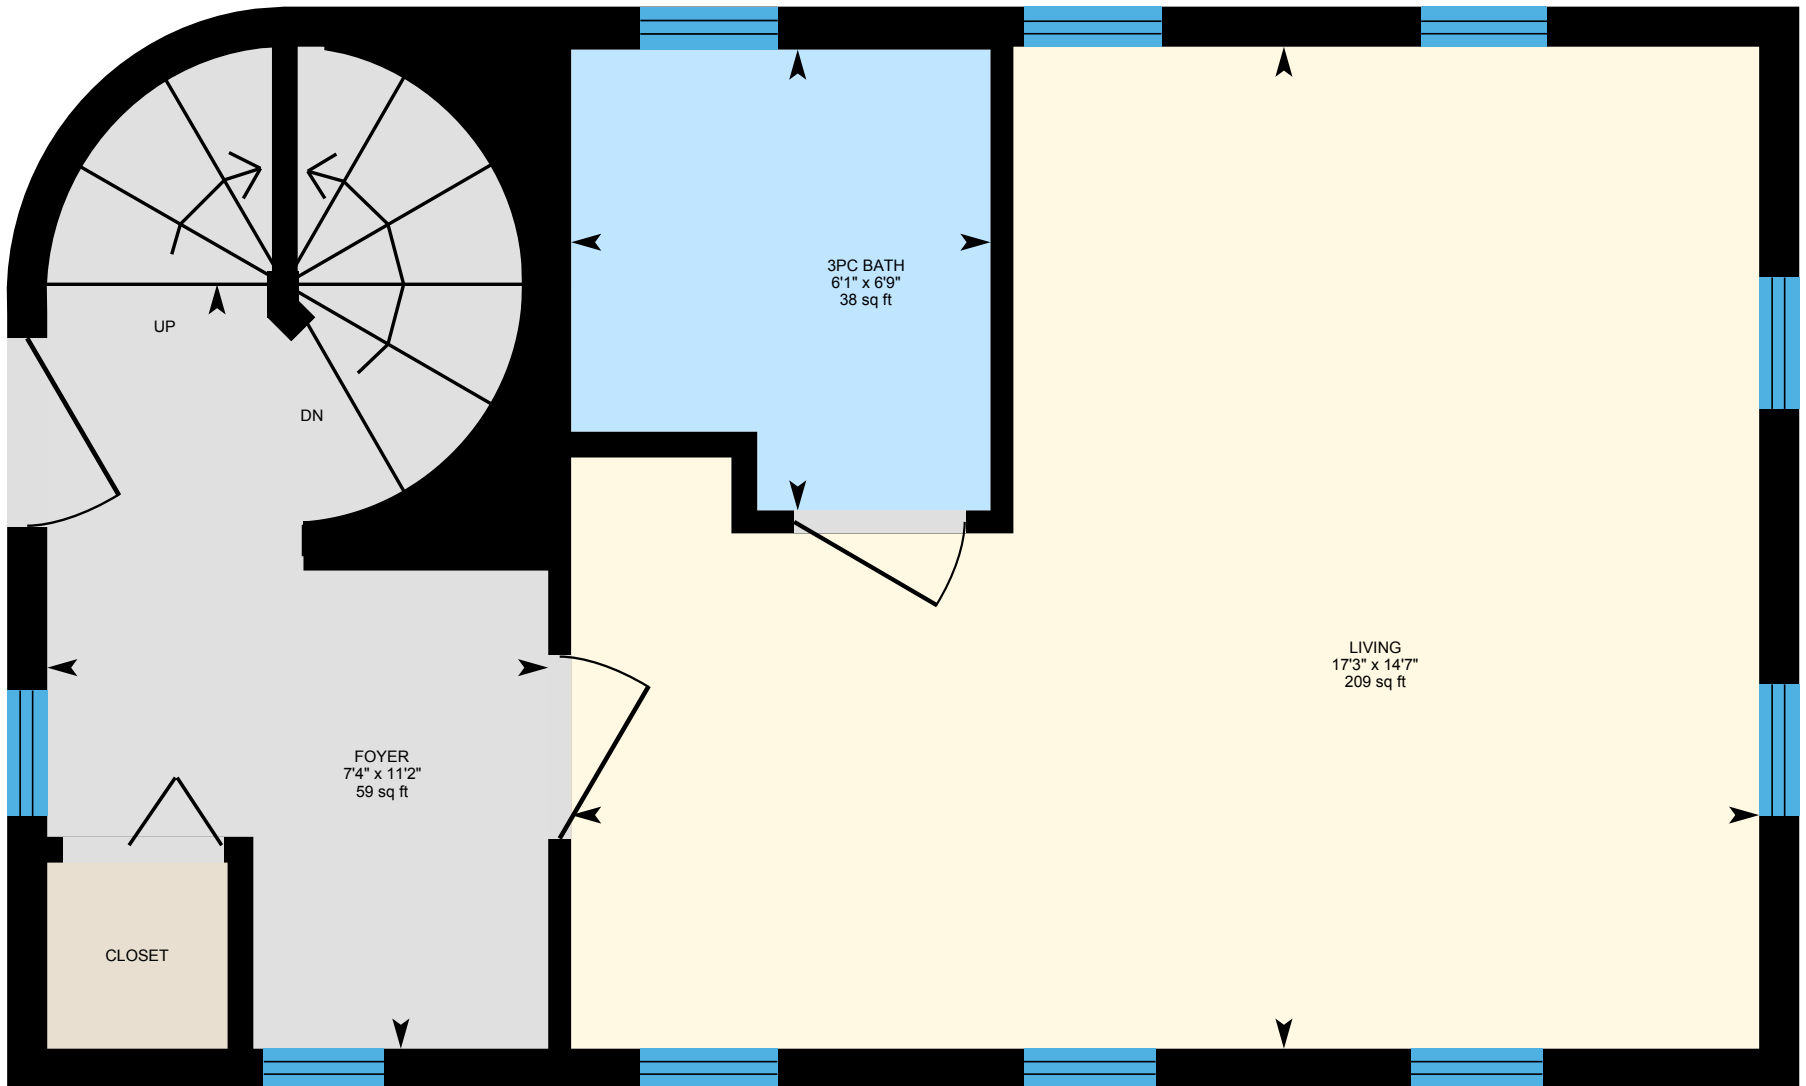 3PC BATH
6'1" x 6'9"
38 sq ft
UP
DN
LIVING
17'3" x 14'7"
209 sq ft
FOYER
7'4" x 11'2"
59 sq ft
CLOSET